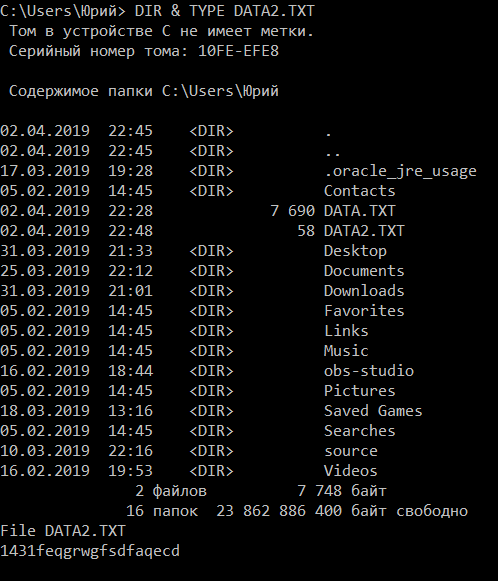 C:\Users\Юрий> DIR & TYPE DATA2.TXT
Том в устройстве C не имеет метки.
Серийный номер тома: 10FE-EFE8
Содержимое папки C:\Users\Юрий
02.04.2019 22:45 <DIR> .
02.04.2019 22:45 <DIR> ..
17.03.2019 19:28 <DIR> .oracle_jre_usage
05.02.2019 14:45 <DIR> Contacts
02.04.2019 22:28 7 690 DATA.TXT
02.04.2019 22:48 58 DATA2.TXT
31.03.2019 21:33 <DIR> Desktop
25.03.2019 22:12 <DIR> Documents
31.03.2019 21:01 <DIR> Downloads
05.02.2019 14:45 <DIR> Favorites
05.02.2019 14:45 <DIR> Links
05.02.2019 14:45 <DIR> Music
16.02.2019 18:44 <DIR> obs-studio
05.02.2019 14:45 <DIR> Pictures
18.03.2019 13:16 <DIR> Saved Games
05.02.2019 14:45 <DIR> Searches
10.03.2019 22:16 <DIR> source
16.02.2019 19:53 <DIR> Videos
2 файлов 7 748 байт
16 папок 23 862 886 400 байт свободно
File DATA2.TXT
1431feqgrwgfsdfaqecd